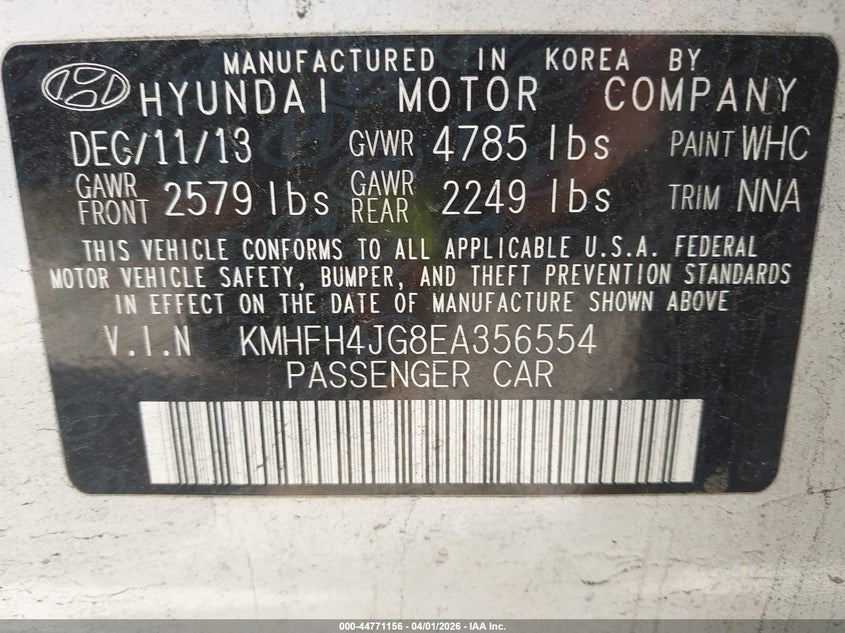 MANUFACTURED IN KOREA BY
HYUNDAI MOTOR COMPANY
DEC/11/13 GVWR 4785 lbs PAINT WHC
GAWR FRONT 2579 lbs GAWR REAR 2249 lbs TRIM NNA
THIS VEHICLE CONFORMS TO ALL APPLICABLE U.S.A. FEDERAL
MOTOR VEHICLE SAFETY, BUMPER, AND THEFT PREVENTION STANDARDS
IN EFFECT ON THE DATE OF MANUFACTURE SHOWN ABOVE
V.I.N KMHFH4JG8EA356554
PASSENGER CAR
000-44771156 - 04/01/2026 - IAA Inc.